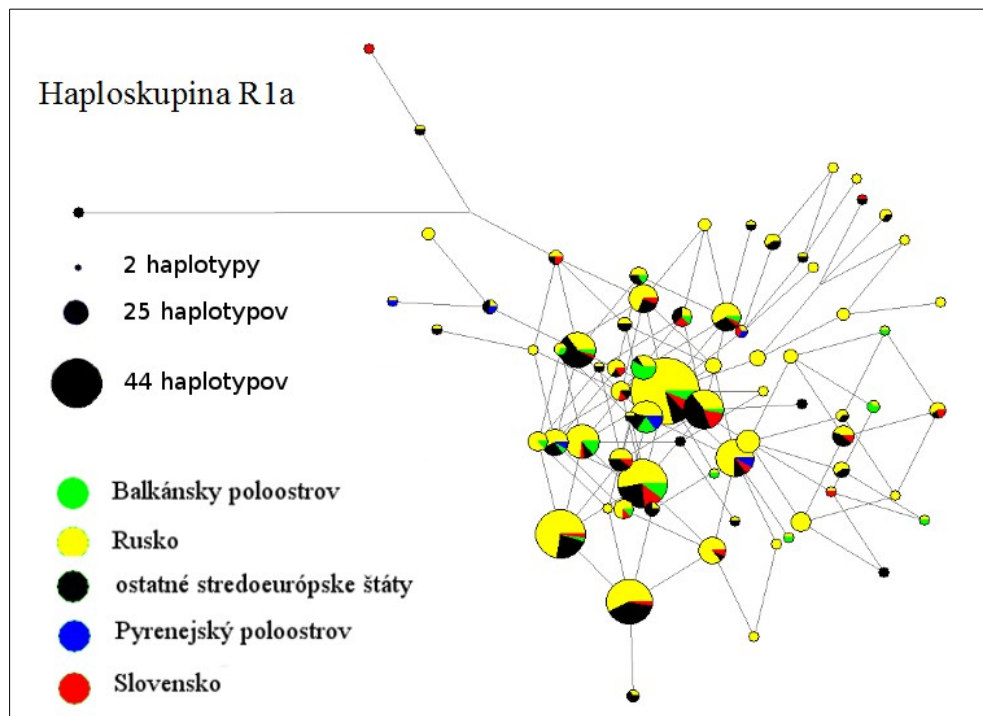 Haploskupina R1a
2 haplotypy
25 haplotypov
44 haplotypov
Balkánsky poloostrov
Rusko
ostatné stredoeurópske štáty
Pyrenejský poloostrov
Slovensko